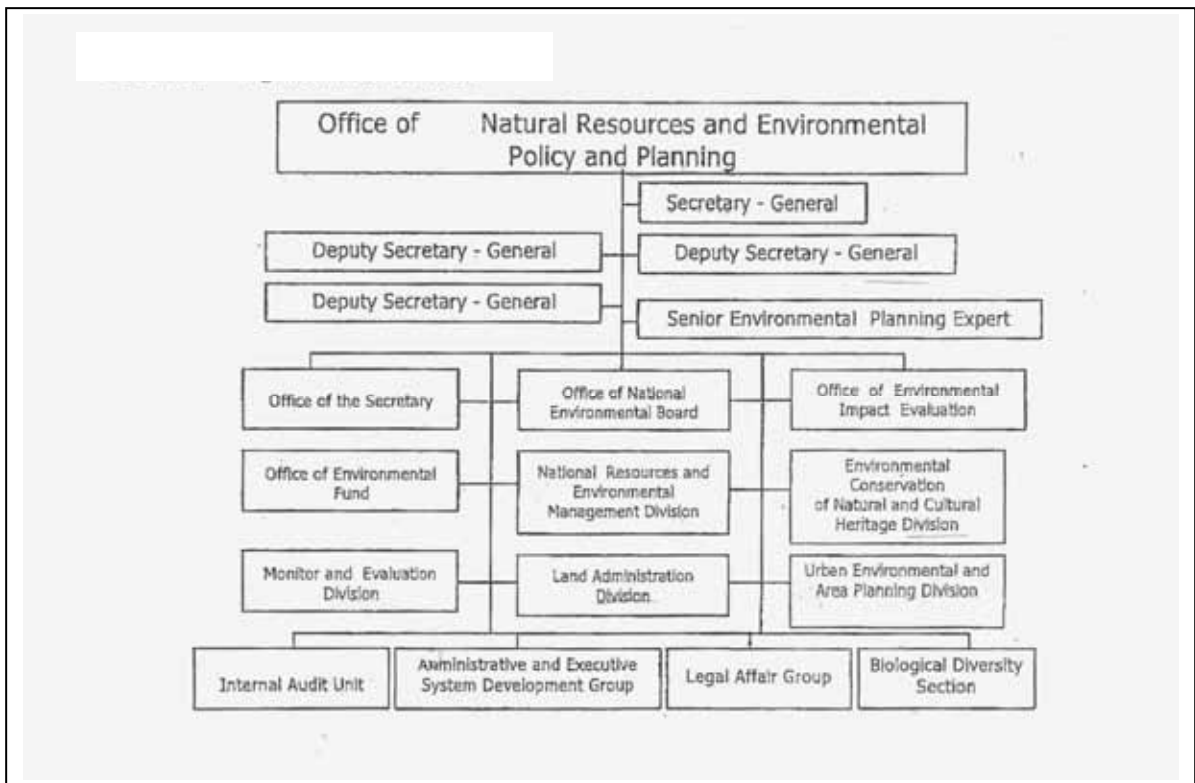 Office of Natural Resources and Environmental
Policy and Planning
Secretary - General
Deputy Secretary - General
Deputy Secretary - General
Deputy Secretary - General
Senior Environmental Planning Expert
Office of the Secretary
Office of National
Environmental Board
Office of Environmental
Impact Evaluation
Office of Environmental
Fund
National Resources and
Environmental
Management Division
Environmental
Conservation
of Natural and Cultural
Heritage Division
Monitor and Evaluation
Division
Land Administration
Division
Urban Environmental and
Area Planning Division
Internal Audit Unit
Administrative and Executive
System Development Group
Legal Affair Group
Biological Diversity
Section